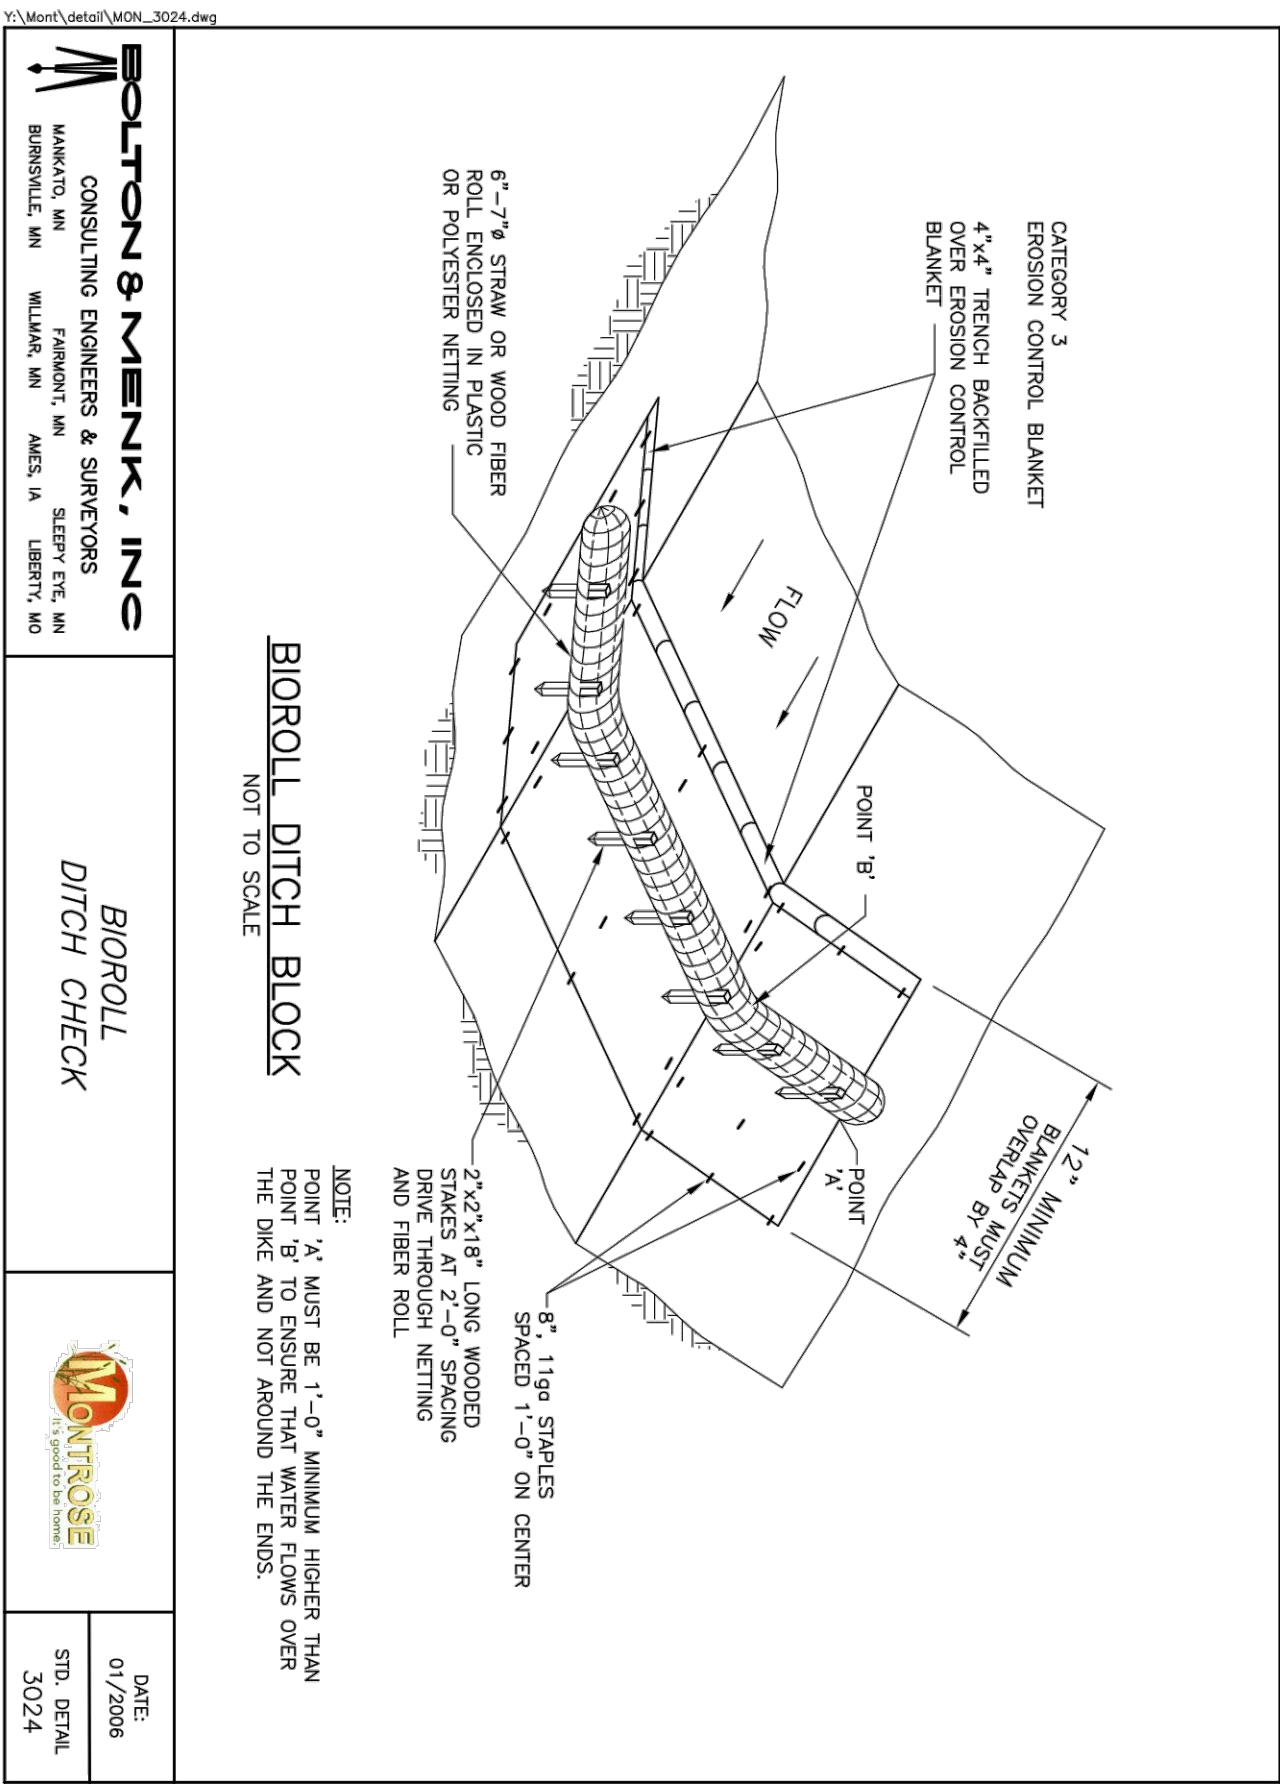 Y:\Mont\detail\MON_3024.dwg
CATEGORY 3
EROSION CONTROL BLANKET
4"x4" TRENCH BACKFILLED
OVER EROSION CONTROL
BLANKET
FLOW
POINT 'B'
12" MINIMUM
BLANKETS MUST
OVERLAP BY 4"
POINT
'A'
6"-7"ø STRAW OR WOOD FIBER
ROLL ENCLOSED IN PLASTIC
OR POLYESTER NETTING
8", 11ga STAPLES
SPACED 1'-0" ON CENTER
2"x2"x18" LONG WOODED
STAKES AT 2'-0" SPACING
DRIVE THROUGH NETTING
AND FIBER ROLL
BIOROLL DITCH BLOCK
NOT TO SCALE
NOTE:
POINT 'A' MUST BE 1'-0" MINIMUM HIGHER THAN
POINT 'B' TO ENSURE THAT WATER FLOWS OVER
THE DIKE AND NOT AROUND THE ENDS.
BOLTON & MENK, INC
CONSULTING ENGINEERS & SURVEYORS
MANKATO, MN FAIRMONT, MN SLEEPY EYE, MN
BURNSVILLE, MN WILLMAR, MN AMES, IA LIBERTY, MO
BIOROLL
DITCH CHECK
MONTROSE
It's good to be home.
DATE:
01/2006
STD. DETAIL
3024